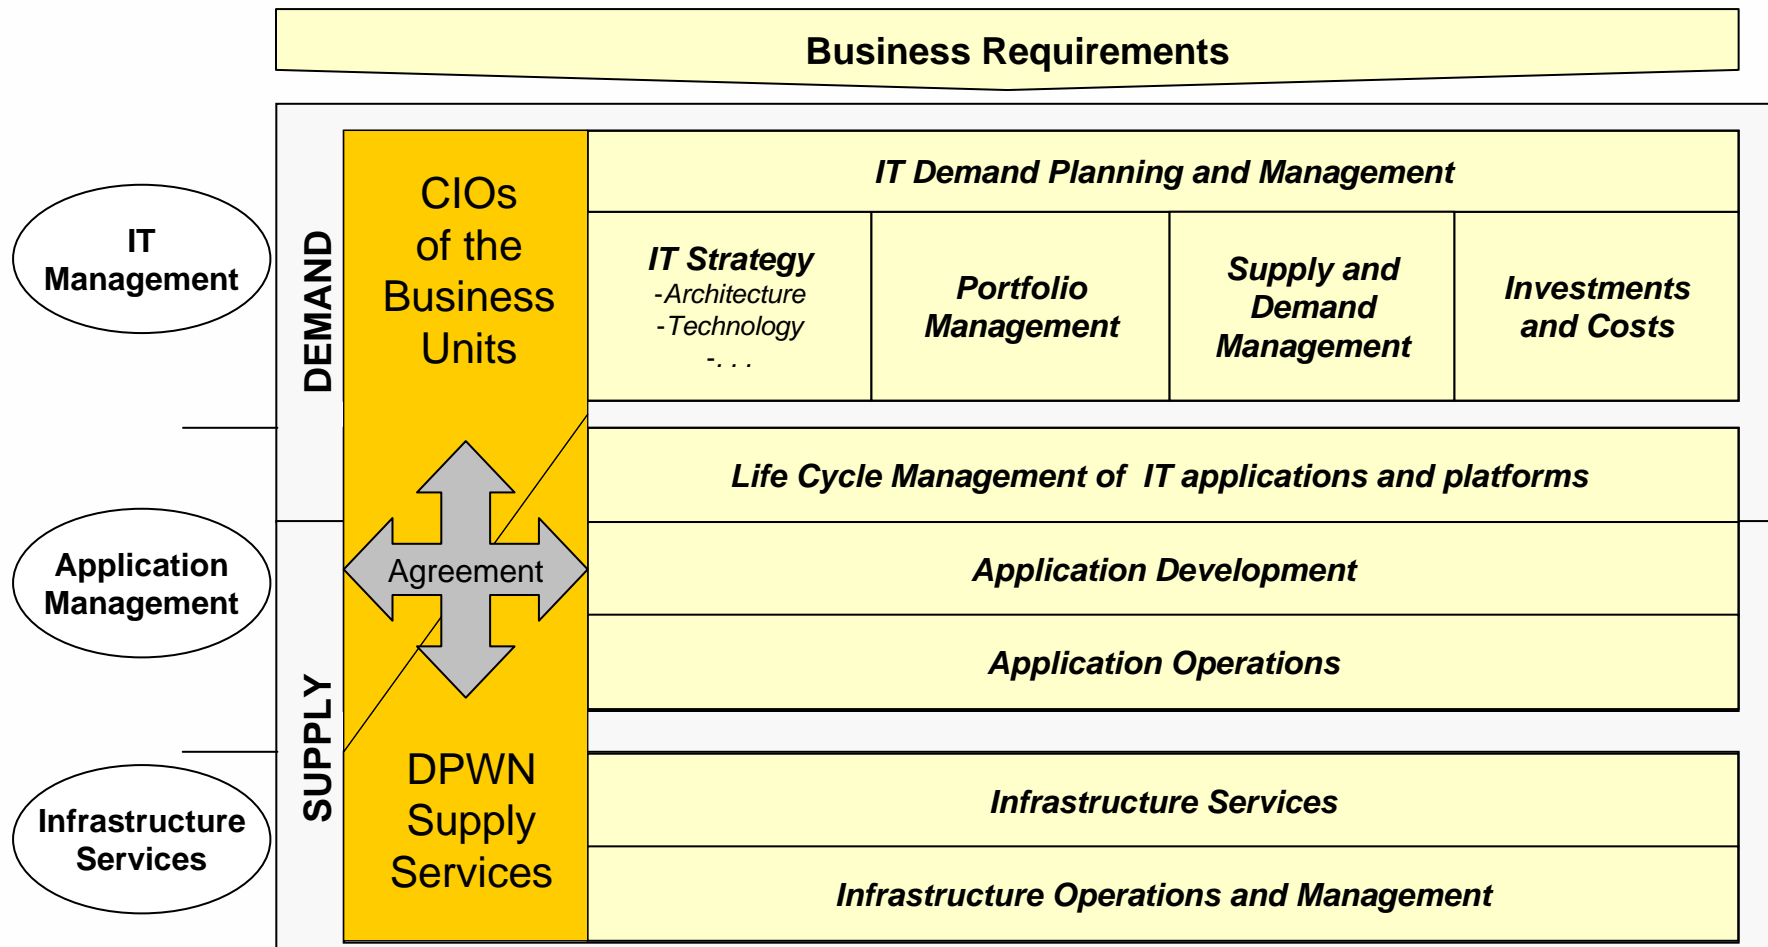 Business Requirements
IT
Management
DEMAND
CIOs
of the
Business
Units
IT Demand Planning and Management
IT Strategy
-Architecture
-Technology
-. . .
Portfolio
Management
Supply and
Demand
Management
Investments
and Costs
Application
Management
Agreement
Life Cycle Management of IT applications and platforms
Application Development
Application Operations
SUPPLY
Infrastructure
Services
DPWN
Supply
Services
Infrastructure Services
Infrastructure Operations and Management